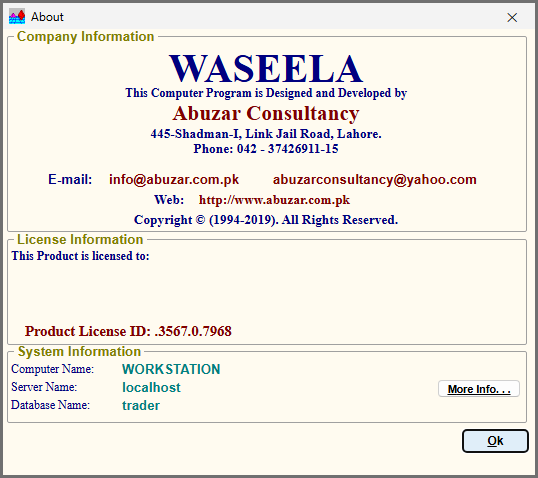 About
Company Information
WASEELA
This Computer Program is Designed and Developed by
Abuzar Consultancy
445-Shadman-I, Link Jail Road, Lahore.
Phone: 042 - 37426911-15
E-mail: info@abuzar.com.pk abuzarconsultancy@yahoo.com
Web: http://www.abuzar.com.pk
Copyright © (1994-2019). All Rights Reserved.
License Information
This Product is licensed to:
Product License ID: .3567.0.7968
System Information
Computer Name: WORKSTATION
Server Name: localhost
More Info. . .
Database Name: trader
Ok